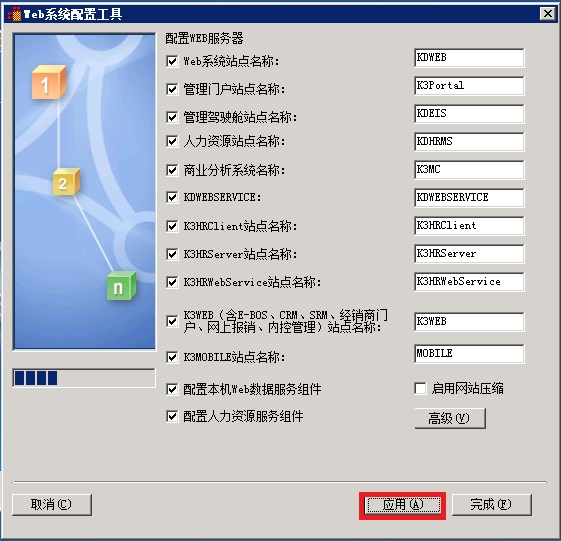 Web系统配置工具
配置WEB服务器
Web系统站点名称:
KDWEB
管理门户站点名称:
K3Portal
管理驾驶舱站点名称:
KDEIS
人力资源站点名称:
KDHRMS
商业分析系统名称:
K3MC
KDWEBSERVICE:
KDWEBSERVICE
K3HRClient站点名称:
K3HRClient
K3HRServer站点名称:
K3HRServer
K3HRWebService站点名称:
K3HRWebService
K3WEB（含E-BOS、CRM、SRM、经销商门
户、网上报销、内控管理）站点名称:
K3WEB
K3MOBILE站点名称:
MOBILE
配置本机Web数据服务组件
启用网站压缩
配置人力资源服务组件
高级(V)
1
2
n
取消(C)
应用(A)
完成(F)